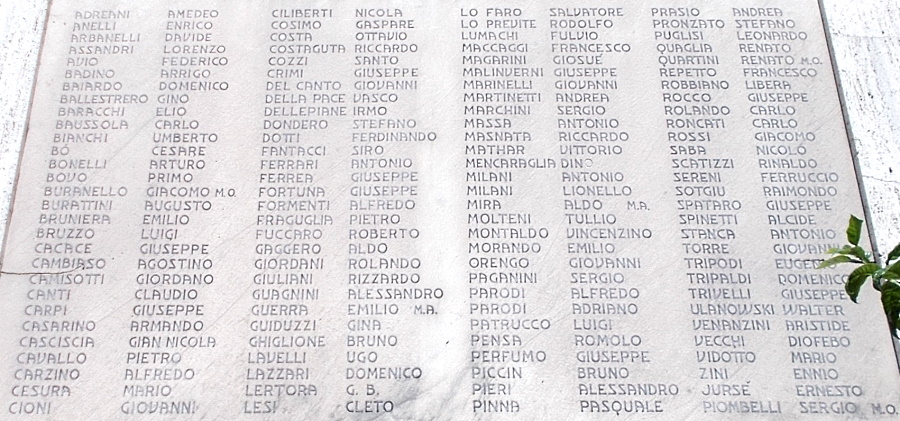 ADREANI AMEDEO CILIBERTI NICOLA LO FARO SALVATORE PRASIO ANDREA
ANELLI ENRICO COSIMO GASPARE LO PREVITE RODOLFO PRONZATO STEFANO
ARBANELLI DAVIDE COSTA OTTAVIO LUMACHI FULVIO PUGLISI LEONARDO
ASSANDRI LORENZO COSTAGUTA RICCARDO MACCAGGI FRANCESCO QUAGLIA RENATO
AVIO FEDERICO COZZI SANTO MAGARINI GIOSUÈ QUARTINI RENATO M.O.
BADINO ARRIGO CRIMI GIUSEPPE MALINVERNI GIUSEPPE REPETTO FRANCESCO
BAIARDO DOMENICO DEL CANTO GIOVANNI MARINELLI GIOVANNI ROBBIANO LIBERA
BALLESTRERO GINO DELLA PACE VASCO MARTINETTI ANDREA ROCCO GIUSEPPE
BARACCHI ELIO DELLEPIANE IRMO MARCHINI SERGIO ROLANDO CARLO
BAUSSOLA CARLO DONDERO STEFANO MASSA ANTONIO RONCATI CARLO
BIANCHI UMBERTO DOTTI FERDINANDO MASNATA RICCARDO ROSSI GIACOMO
BÒ CESARE FANTACCI SIRO MATHAR VITTORIO SABA NICOLÒ
BONELLI ARTURO FERRARI ANTONIO MENCARAGLIA DINO SCATIZZI RINALDO
BOVO PRIMO FERREA GIUSEPPE MILANI ANTONIO SERENI FERRUCCIO
BURANELLO GIACOMO M.O. FORTUNA GIUSEPPE MILANI LIONELLO SOTGIU RAIMONDO
BURATTINI AUGUSTO FORMENTI ALFREDO MIRA ALDO M.A. SPATARO GIUSEPPE
BRUNIERA EMILIO FRAGUGLIA PIETRO MOLTENI TULLIO SPINETTI ALCIDE
BRUZZO LUIGI FUCCARO ROBERTO MONTALDO VINCENZINO STANCA ANTONIO
CACACE GIUSEPPE GAGGERO ALDO MORANDO EMILIO TORRE GIOVANNI
CAMBIASO AGOSTINO GIORDANI ROLANDO ORENGO GIOVANNI TRIPODI EUGENIO
CAMISOTTI GIORDANO GIULIANI RIZZARDO PAGANINI SERGIO TRIPALDI DOMENICO
CANTI CLAUDIO GUAGNINI ALESSANDRO PARODI ALFREDO TRIVELLI GIUSEPPE
CARPI GIUSEPPE GUERRA EMILIO M.A. PARODI ADRIANO ULANOWSKI WALTER
CASARINO ARMANDO GUIDUZZI GINA PATRUCCO LUIGI VENANZINI ARISTIDE
CASCISCIA GIAN NICOLA GHIGLIONE BRUNO PENSA ROMOLO VECCHI DIOFEBO
CAVALLO PIETRO LAVELLI UGO PERFUMO GIUSEPPE VIDOTTO MARIO
CARZINO ALFREDO LAZZARI DOMENICO PICCIN BRUNO ZINI ENNIO
CESURA MARIO LERTORA G. B. PIERI ALESSANDRO JURSÉ ERNESTO
CIONI GIOVANNI LESI CLETO PINNA PASQUALE PIOMBELLI SERGIO M.O.